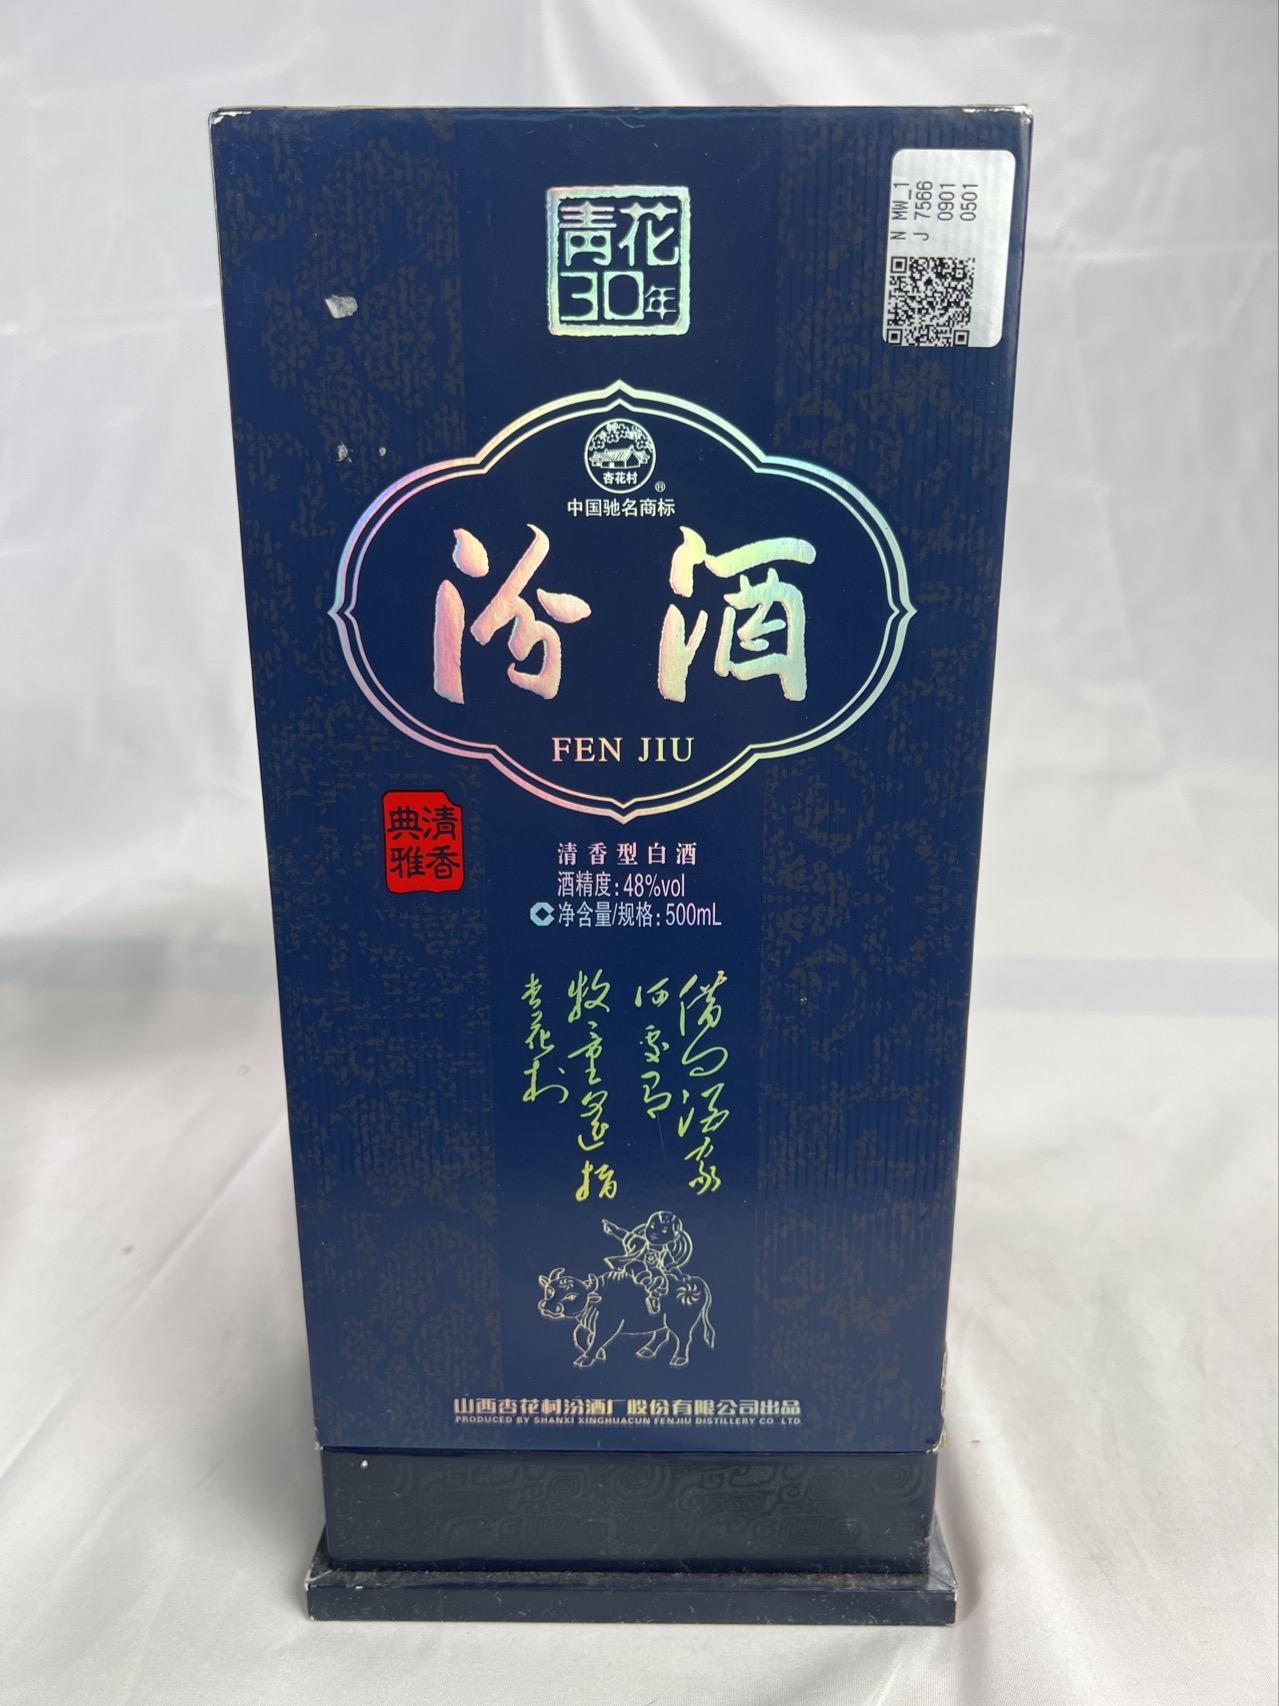 青花
30年
N MW_1
J 7566
0901
0501
杏花村
®
中国驰名商标
汾酒
FEN JIU
清香
典雅
清香型白酒
酒精度：48%vol
净含量/规格：500mL
借问酒家
何处有
牧童遥指
杏花村
山西杏花村汾酒厂股份有限公司出品
PRODUCED BY SHANXI XINGHUACUN FENJIU DISTILLERY CO.,LTD.